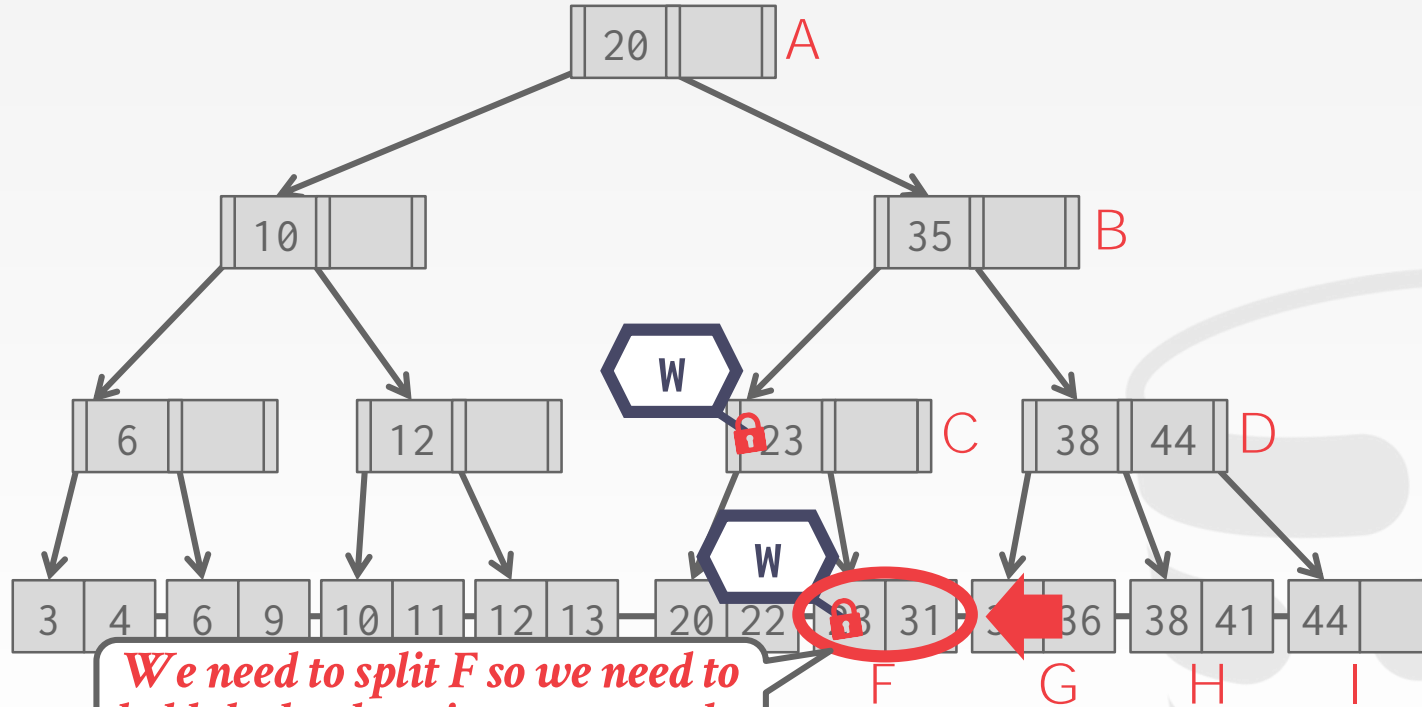 20 A
10 35 B
W
6 12 23 C 38 44 D
W
3 4 6 9 10 11 12 13 20 22 31 36 38 41 44
We need to split F so we need to
F G H I